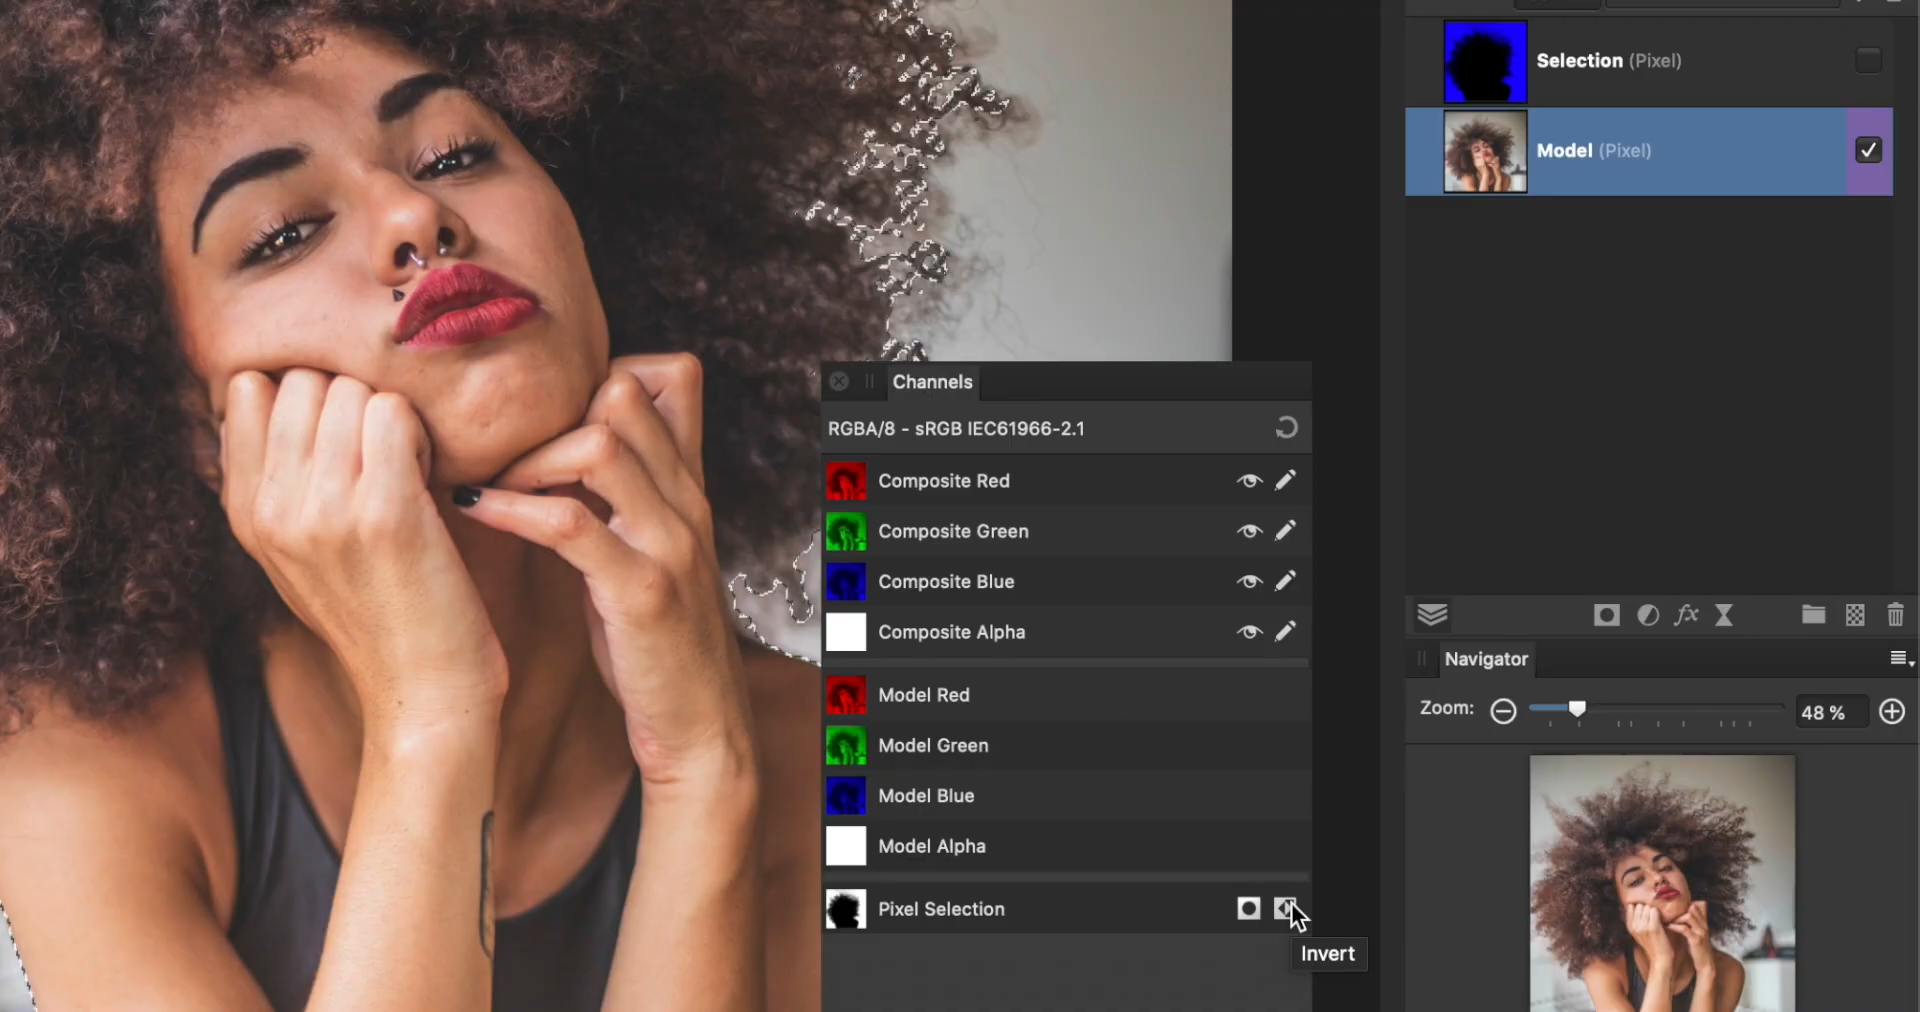 Selection (Pixel)
Model (Pixel)
Channels
RGBA/8 - sRGB IEC61966-2.1
Composite Red
Composite Green
Composite Blue
Composite Alpha
Model Red
Model Green
Model Blue
Model Alpha
Pixel Selection
Invert
fx
Navigator
Zoom:
48 %